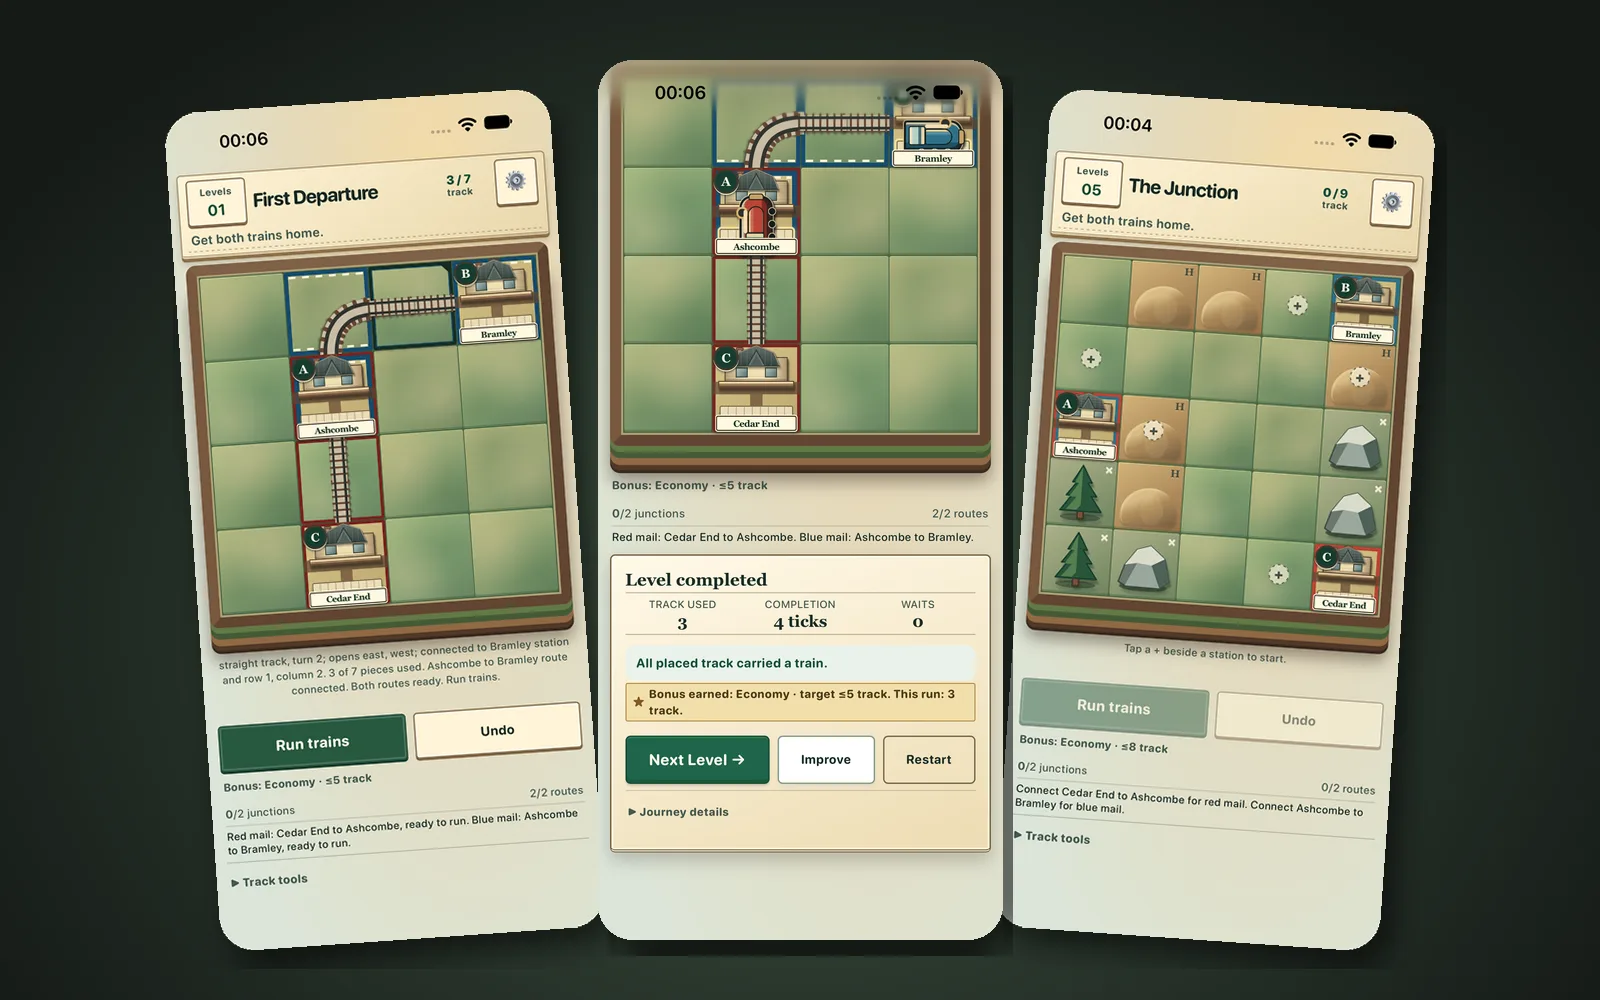 00:06
Levels
01
First Departure
3/7
track
Get both trains home.
B
Bramley
A
Ashcombe
C
Cedar End
straight track, turn 2; opens east, west; connected to Bramley station
and row 1, column 2. 3 of 7 pieces used. Ashcombe to Bramley route
connected. Both routes ready. Run trains.
Run trains
Undo
Bonus: Economy · ≤5 track
0/2 junctions
2/2 routes
Red mail: Cedar End to Ashcombe, ready to run. Blue mail: Ashcombe
to Bramley, ready to run.
▶ Track tools
00:06
Bramley
A
Ashcombe
C
Cedar End
Bonus: Economy · ≤5 track
0/2 junctions
2/2 routes
Red mail: Cedar End to Ashcombe. Blue mail: Ashcombe to Bramley.
Level completed
TRACK USED
COMPLETION
WAITS
3
4 ticks
0
All placed track carried a train.
Bonus earned: Economy · target ≤5 track. This run: 3
track.
Next Level →
Improve
Restart
▶ Journey details
00:04
Levels
05
The Junction
0/9
track
Get both trains home.
H
H
B
Bramley
H
A
Ashcombe
H
H
C
Cedar End
Tap a + beside a station to start.
Run trains
Undo
Bonus: Economy · ≤8 track
0/2 junctions
0/2 routes
Connect Cedar End to Ashcombe for red mail. Connect Ashcombe to
Bramley for blue mail.
▶ Track tools